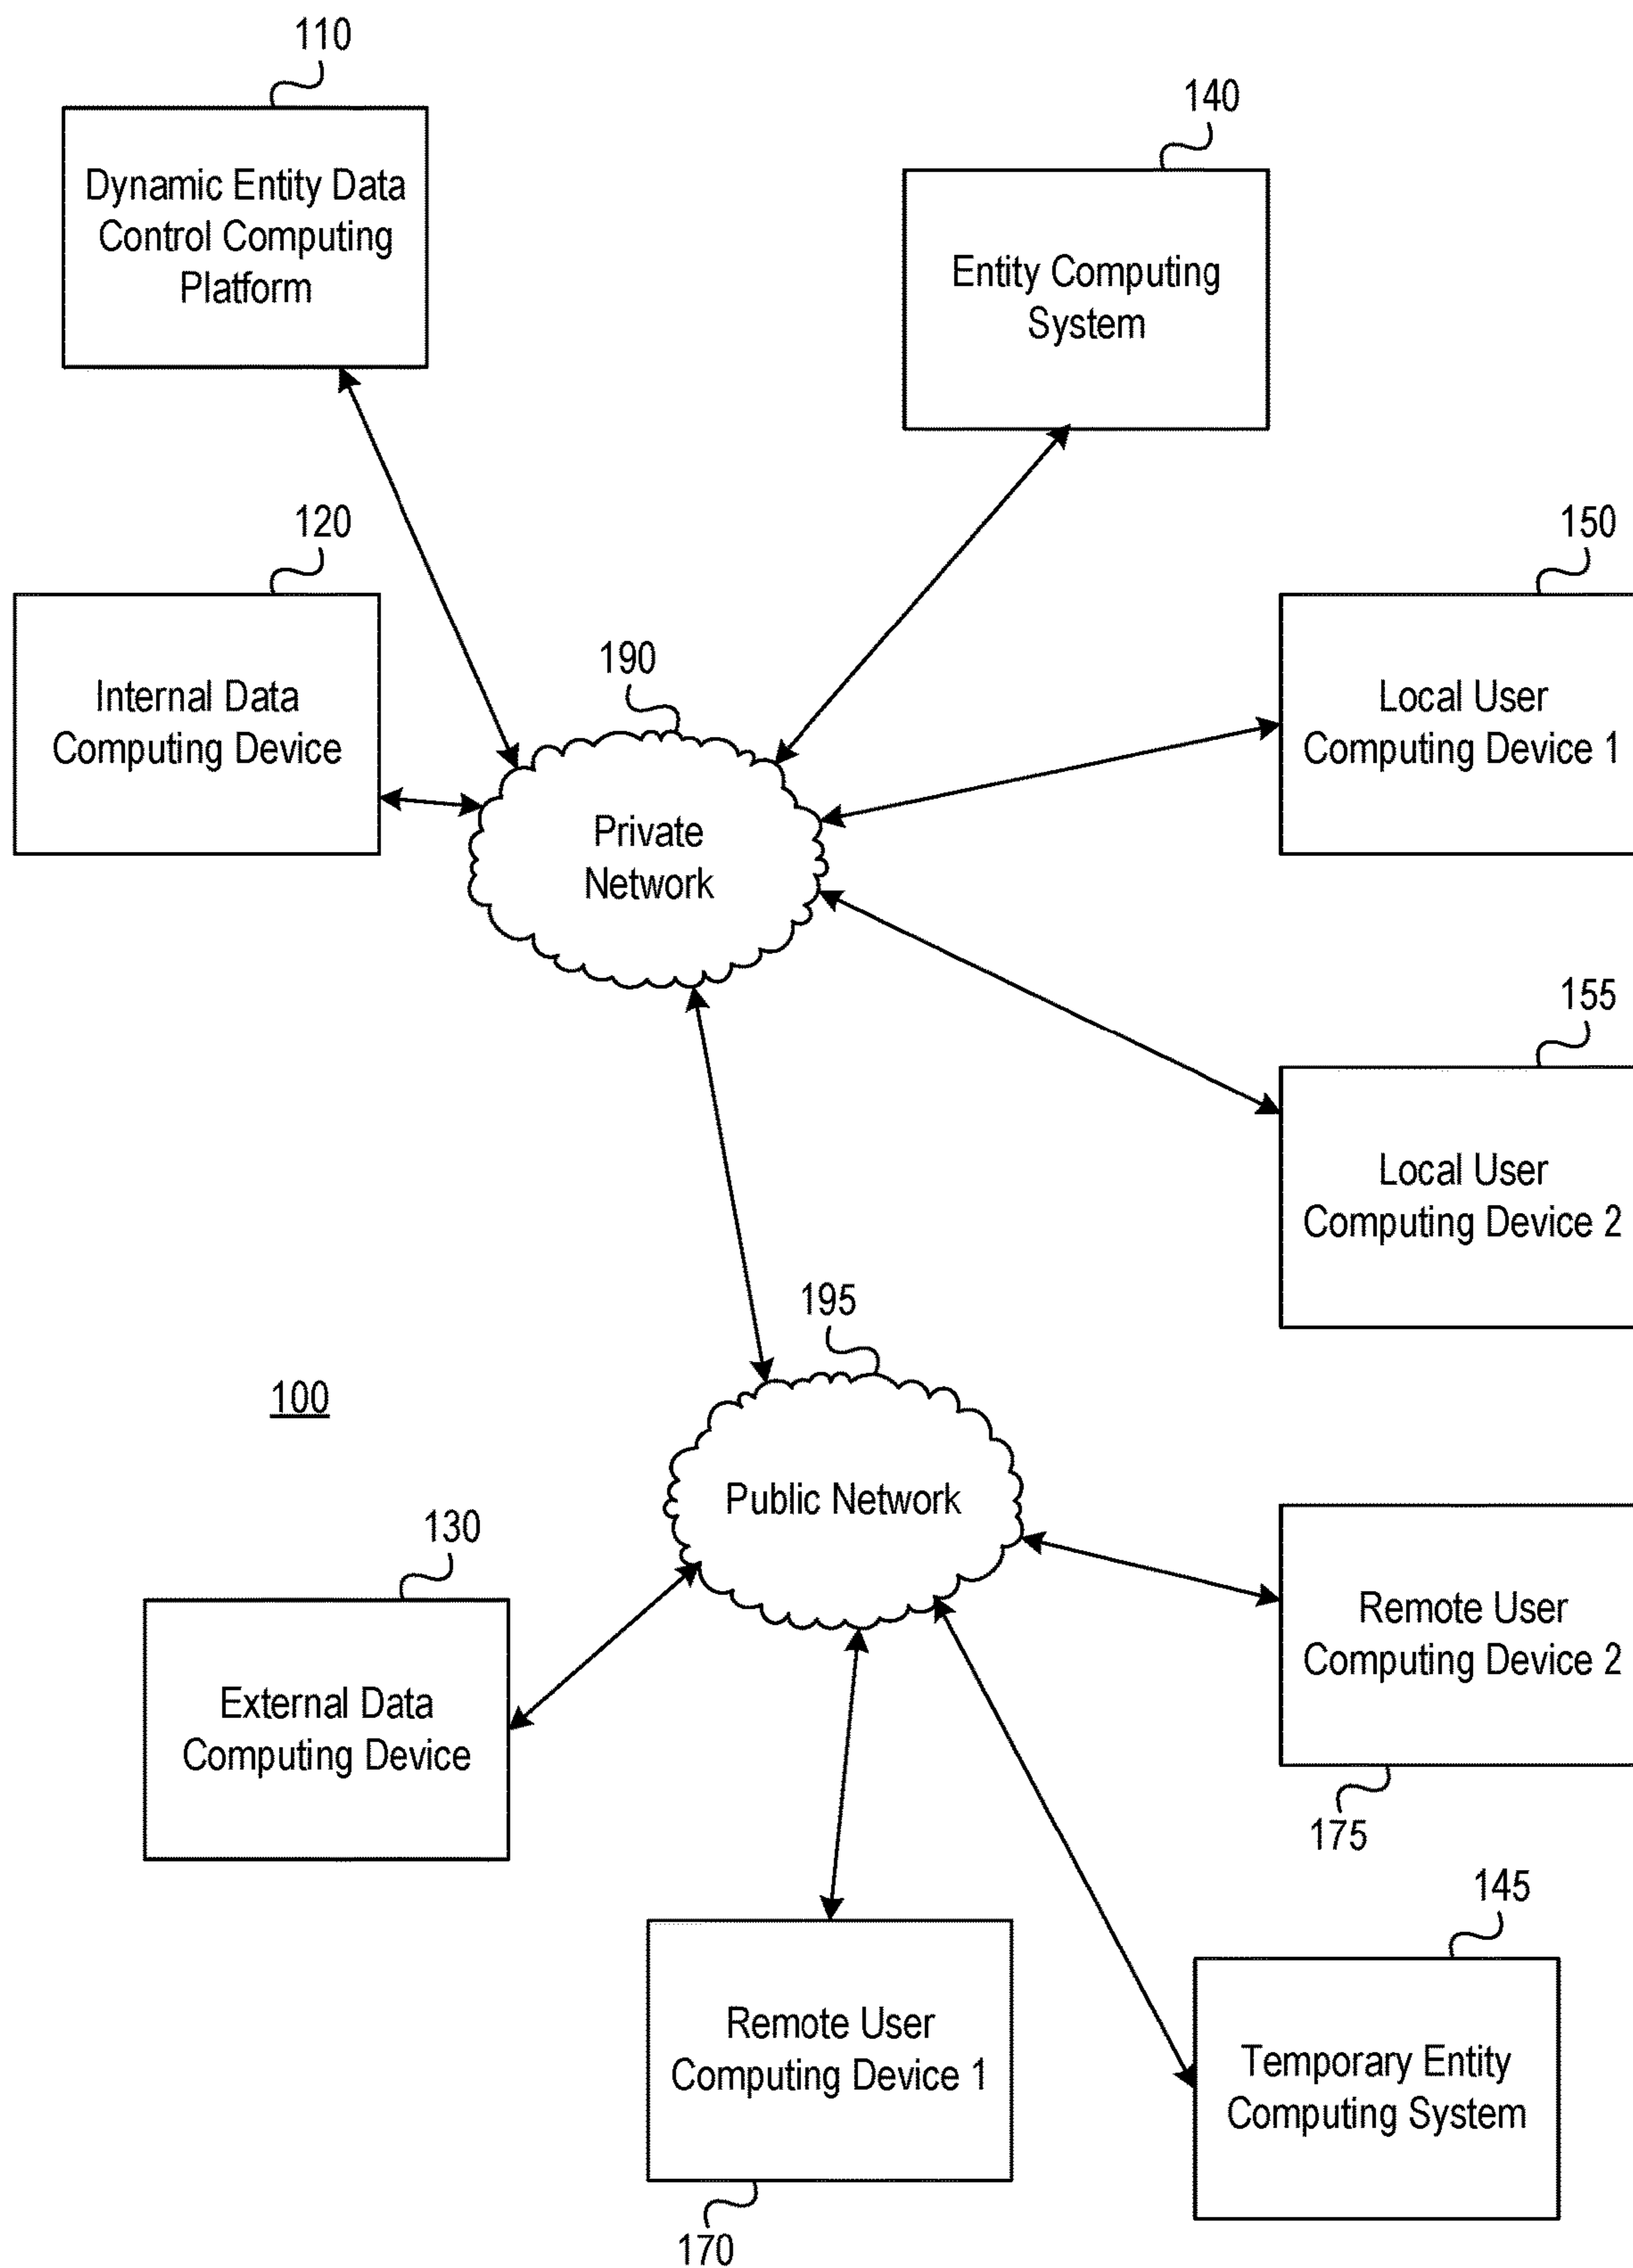 110
Dynamic Entity Data
Control Computing
Platform
140
Entity Computing
System
120
Internal Data
Computing Device
190
Private
Network
150
Local User
Computing Device 1
155
Local User
Computing Device 2
195
Public Network
100
130
External Data
Computing Device
Remote User
Computing Device 2
175
Remote User
Computing Device 1
170
145
Temporary Entity
Computing System